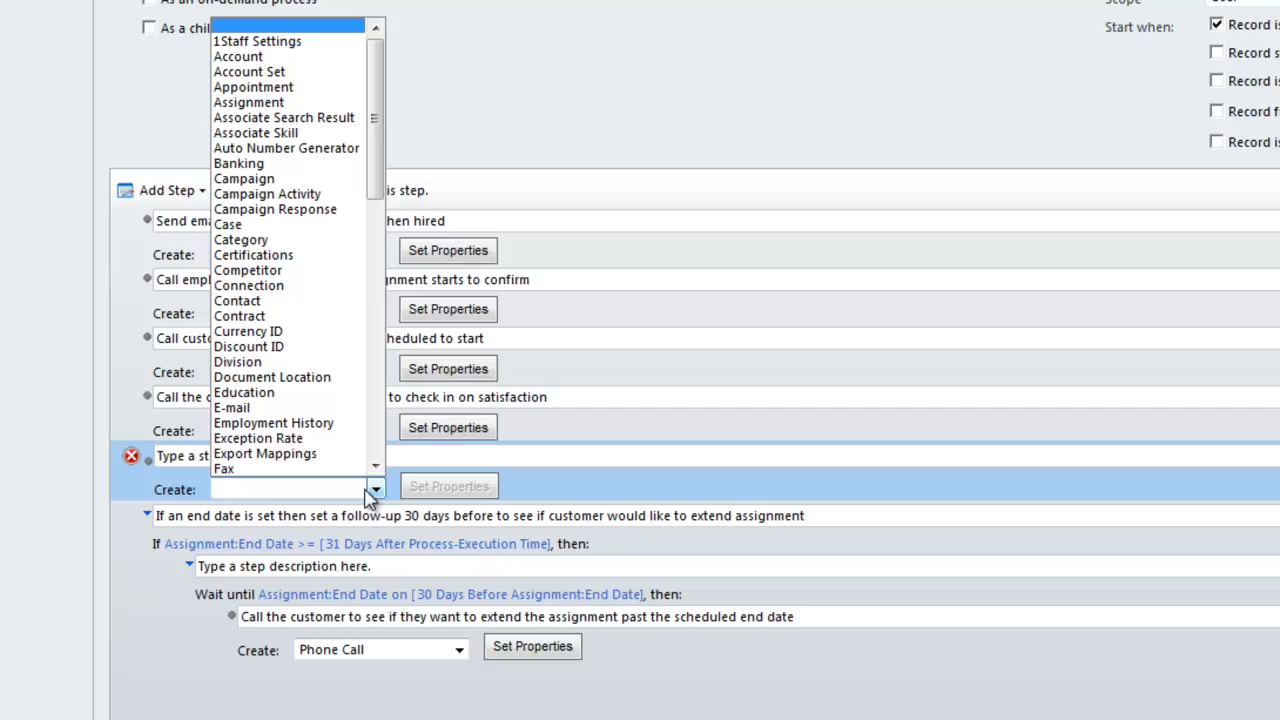 As an on-demand process
Scope
As a chil
Start when:
Record i
Record s
Record i
Record f
Record i
1Staff Settings
Account
Account Set
Appointment
Assignment
Associate Search Result
Associate Skill
Auto Number Generator
Banking
Campaign
Campaign Activity
Campaign Response
Case
Category
Certifications
Competitor
Connection
Contact
Contract
Currency ID
Discount ID
Division
Document Location
Education
E-mail
Employment History
Exception Rate
Export Mappings
Fax
Add Step
is step.
Send ema hen hired
Create: Set Properties
Call empl gnment starts to confirm
Create: Set Properties
Call custo heduled to start
Create: Set Properties
Call the c to check in on satisfaction
Create: Set Properties
Type a st
Create: Set Properties
If an end date is set then set a follow-up 30 days before to see if customer would like to extend assignment
If Assignment:End Date >= [31 Days After Process-Execution Time], then:
Type a step description here.
Wait until Assignment:End Date on [30 Days Before Assignment:End Date], then:
Call the customer to see if they want to extend the assignment past the scheduled end date
Create: Phone Call Set Properties